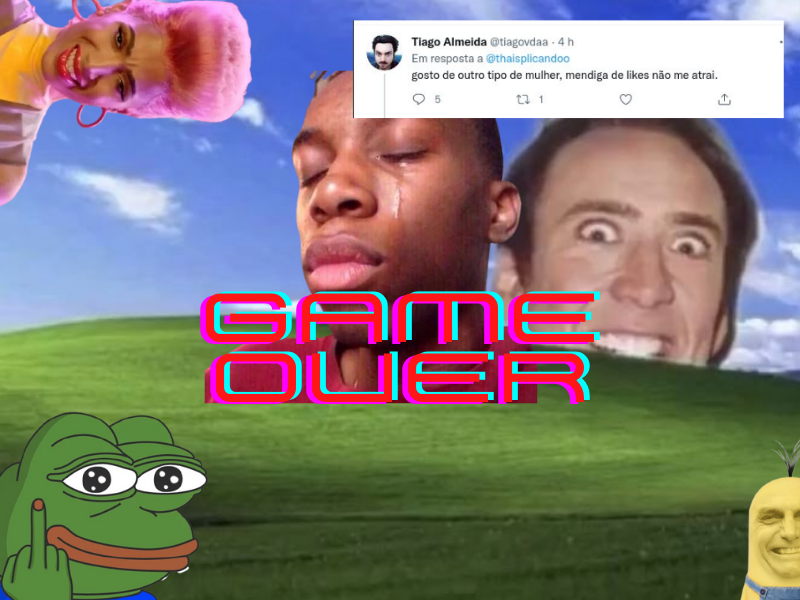 Tiago Almeida @tiagovdaa · 4 h
Em resposta a @thaisplicandoo
gosto de outro tipo de mulher, mendiga de likes não me atrai.
5 1
GAME
OVER